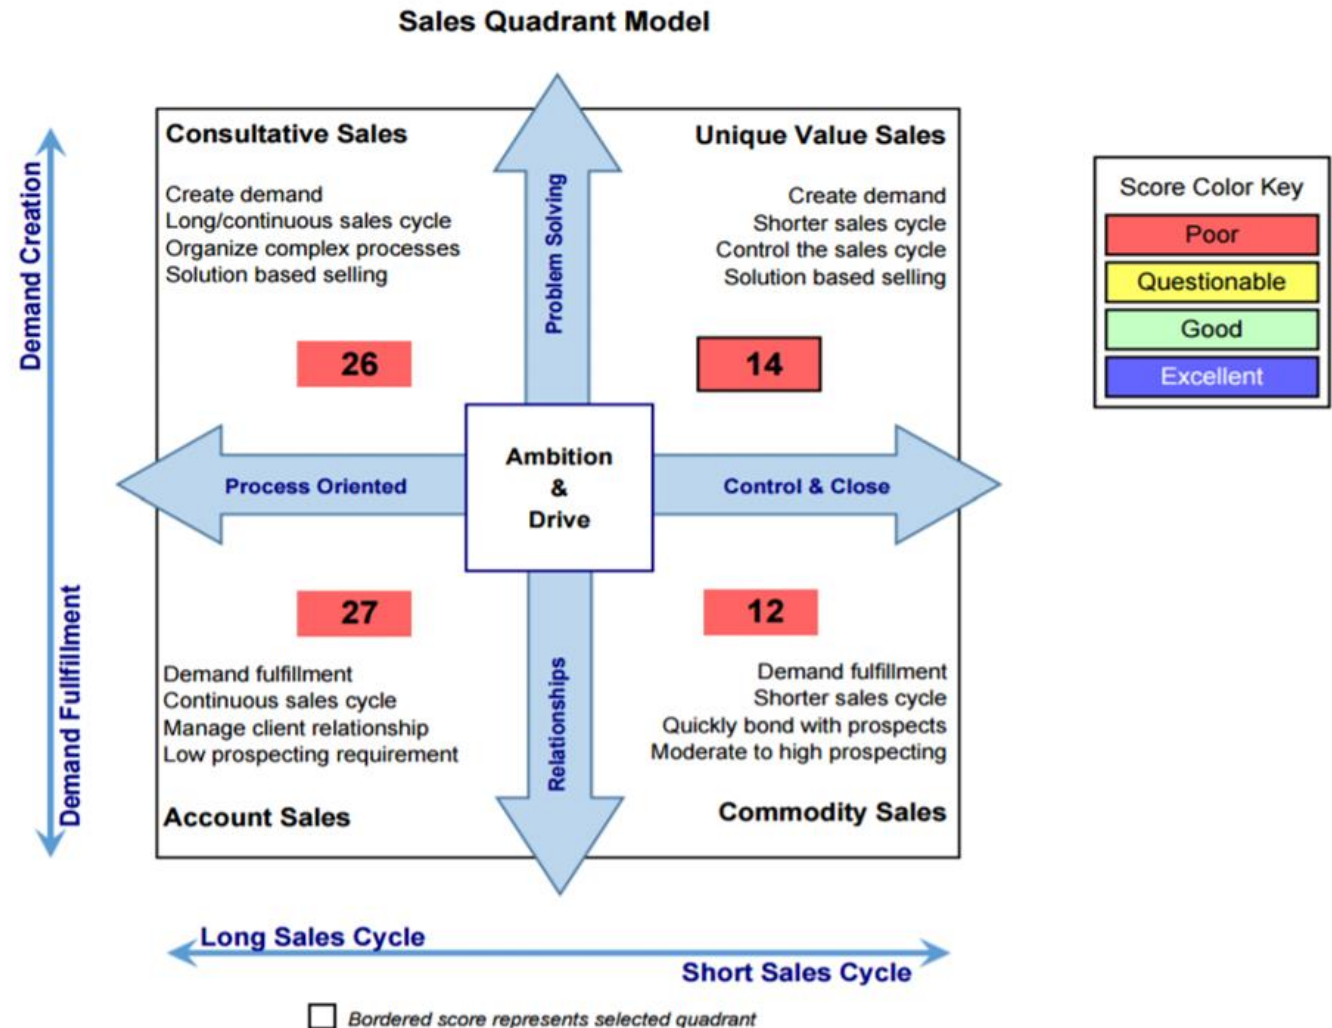 Sales Quadrant Model
Demand Creation
Demand Fullfillment
Consultative Sales
Create demand
Long/continuous sales cycle
Organize complex processes
Solution based selling
26
Problem Solving
Unique Value Sales
Create demand
Shorter sales cycle
Control the sales cycle
Solution based selling
14
Process Oriented
Ambition
&
Drive
Control & Close
27
Demand fulfillment
Continuous sales cycle
Manage client relationship
Low prospecting requirement
Account Sales
Relationships
12
Demand fulfillment
Shorter sales cycle
Quickly bond with prospects
Moderate to high prospecting
Commodity Sales
Long Sales Cycle
Short Sales Cycle
Bordered score represents selected quadrant
Score Color Key
Poor
Questionable
Good
Excellent